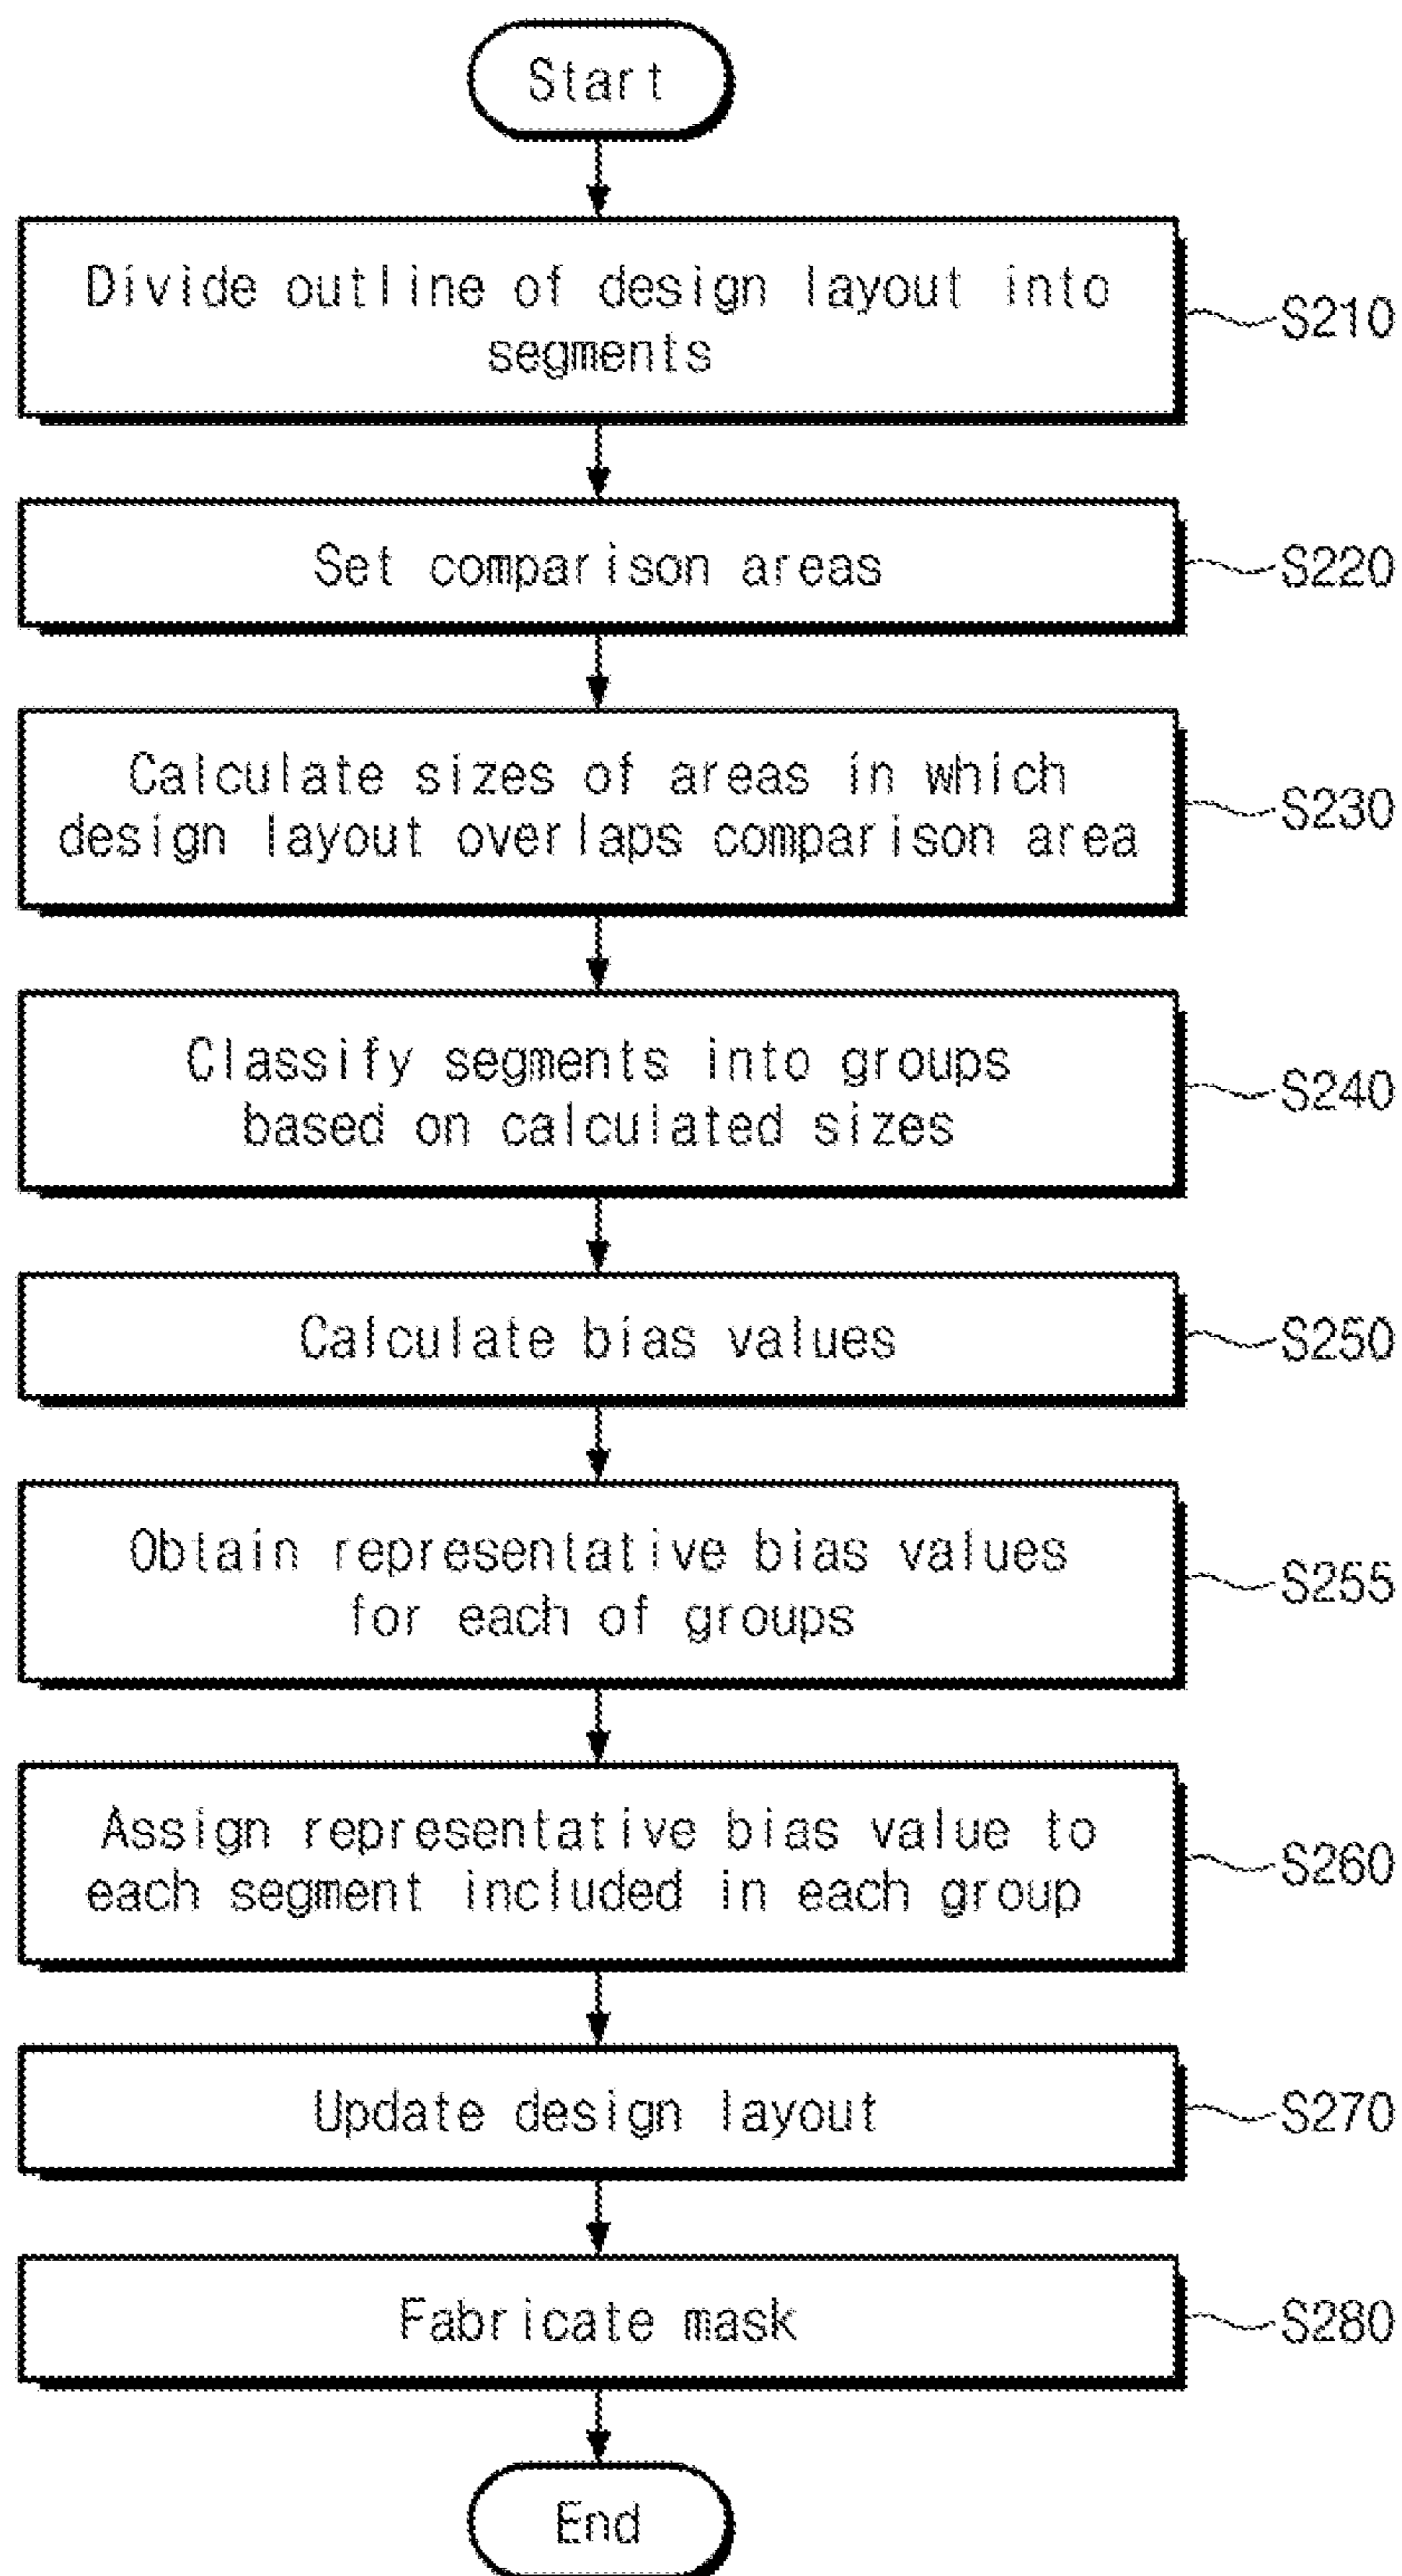 Start
Divide outline of design layout into
segments
S210
Set comparison areas
S220
Calculate sizes of areas in which
design layout overlaps comparison area
S230
Classify segments into groups
based on calculated sizes
S240
Calculate bias values
S250
Obtain representative bias values
for each of groups
S255
Assign representative bias value to
each segment included in each group
S260
Update design layout
S270
Fabricate mask
S280
End